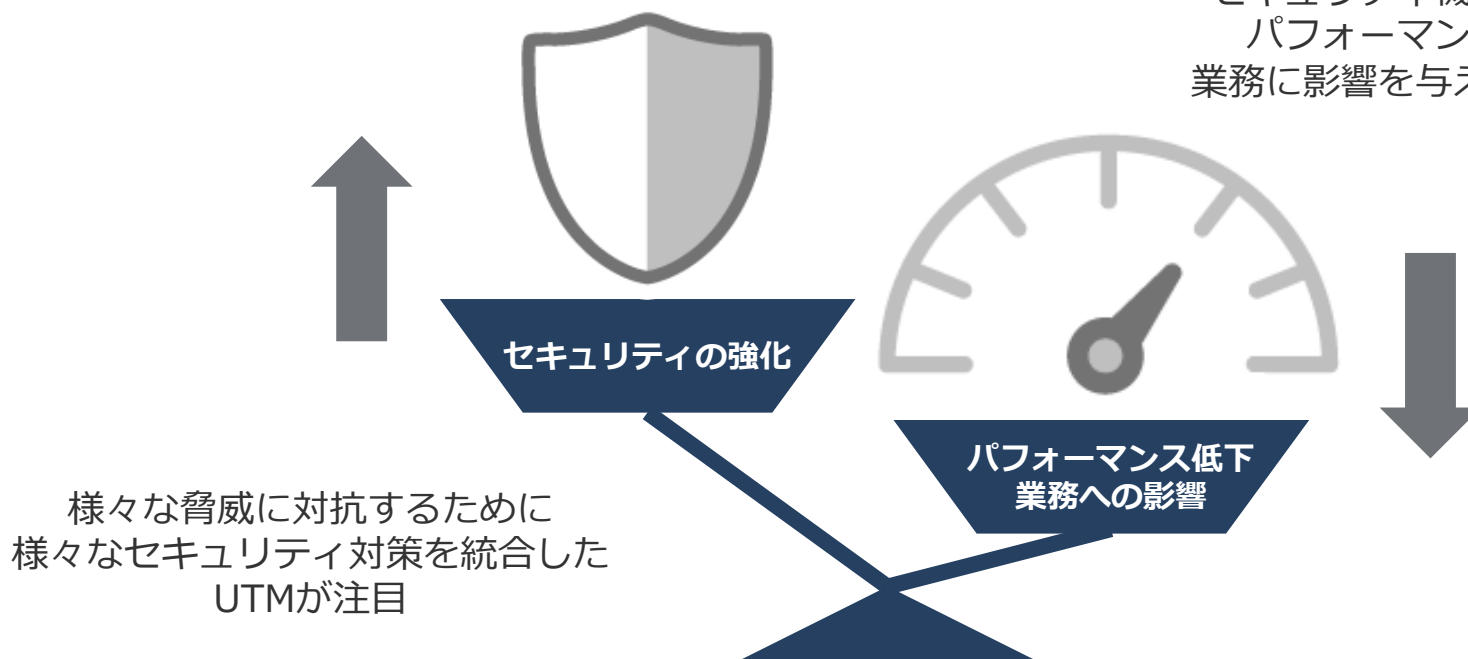 パフォーマン
業務に影響を与え
セキュリティの強化
パフォーマンス低下
業務への影響
様々な脅威に対抗するために
様々なセキュリティ対策を統合した
UTMが注目